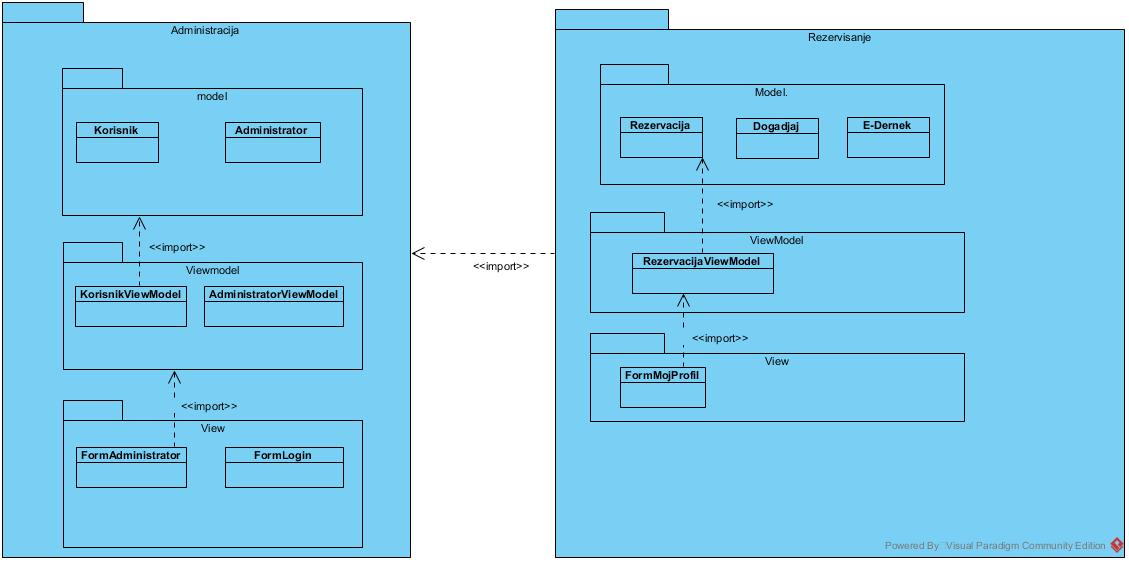 Administracija
model
Korisnik
Administrator
<<import>>
Viewmodel
KorisnikViewModel
AdministratorViewModel
<<import>>
View
FormAdministrator
FormLogin
<<import>>
Rezervisanje
Model.
Rezervacija
Dogadjaj
E-Dernek
<<import>>
ViewModel
RezervacijaViewModel
<<import>>
View
FormMojProfil
Powered By Visual Paradigm Community Edition